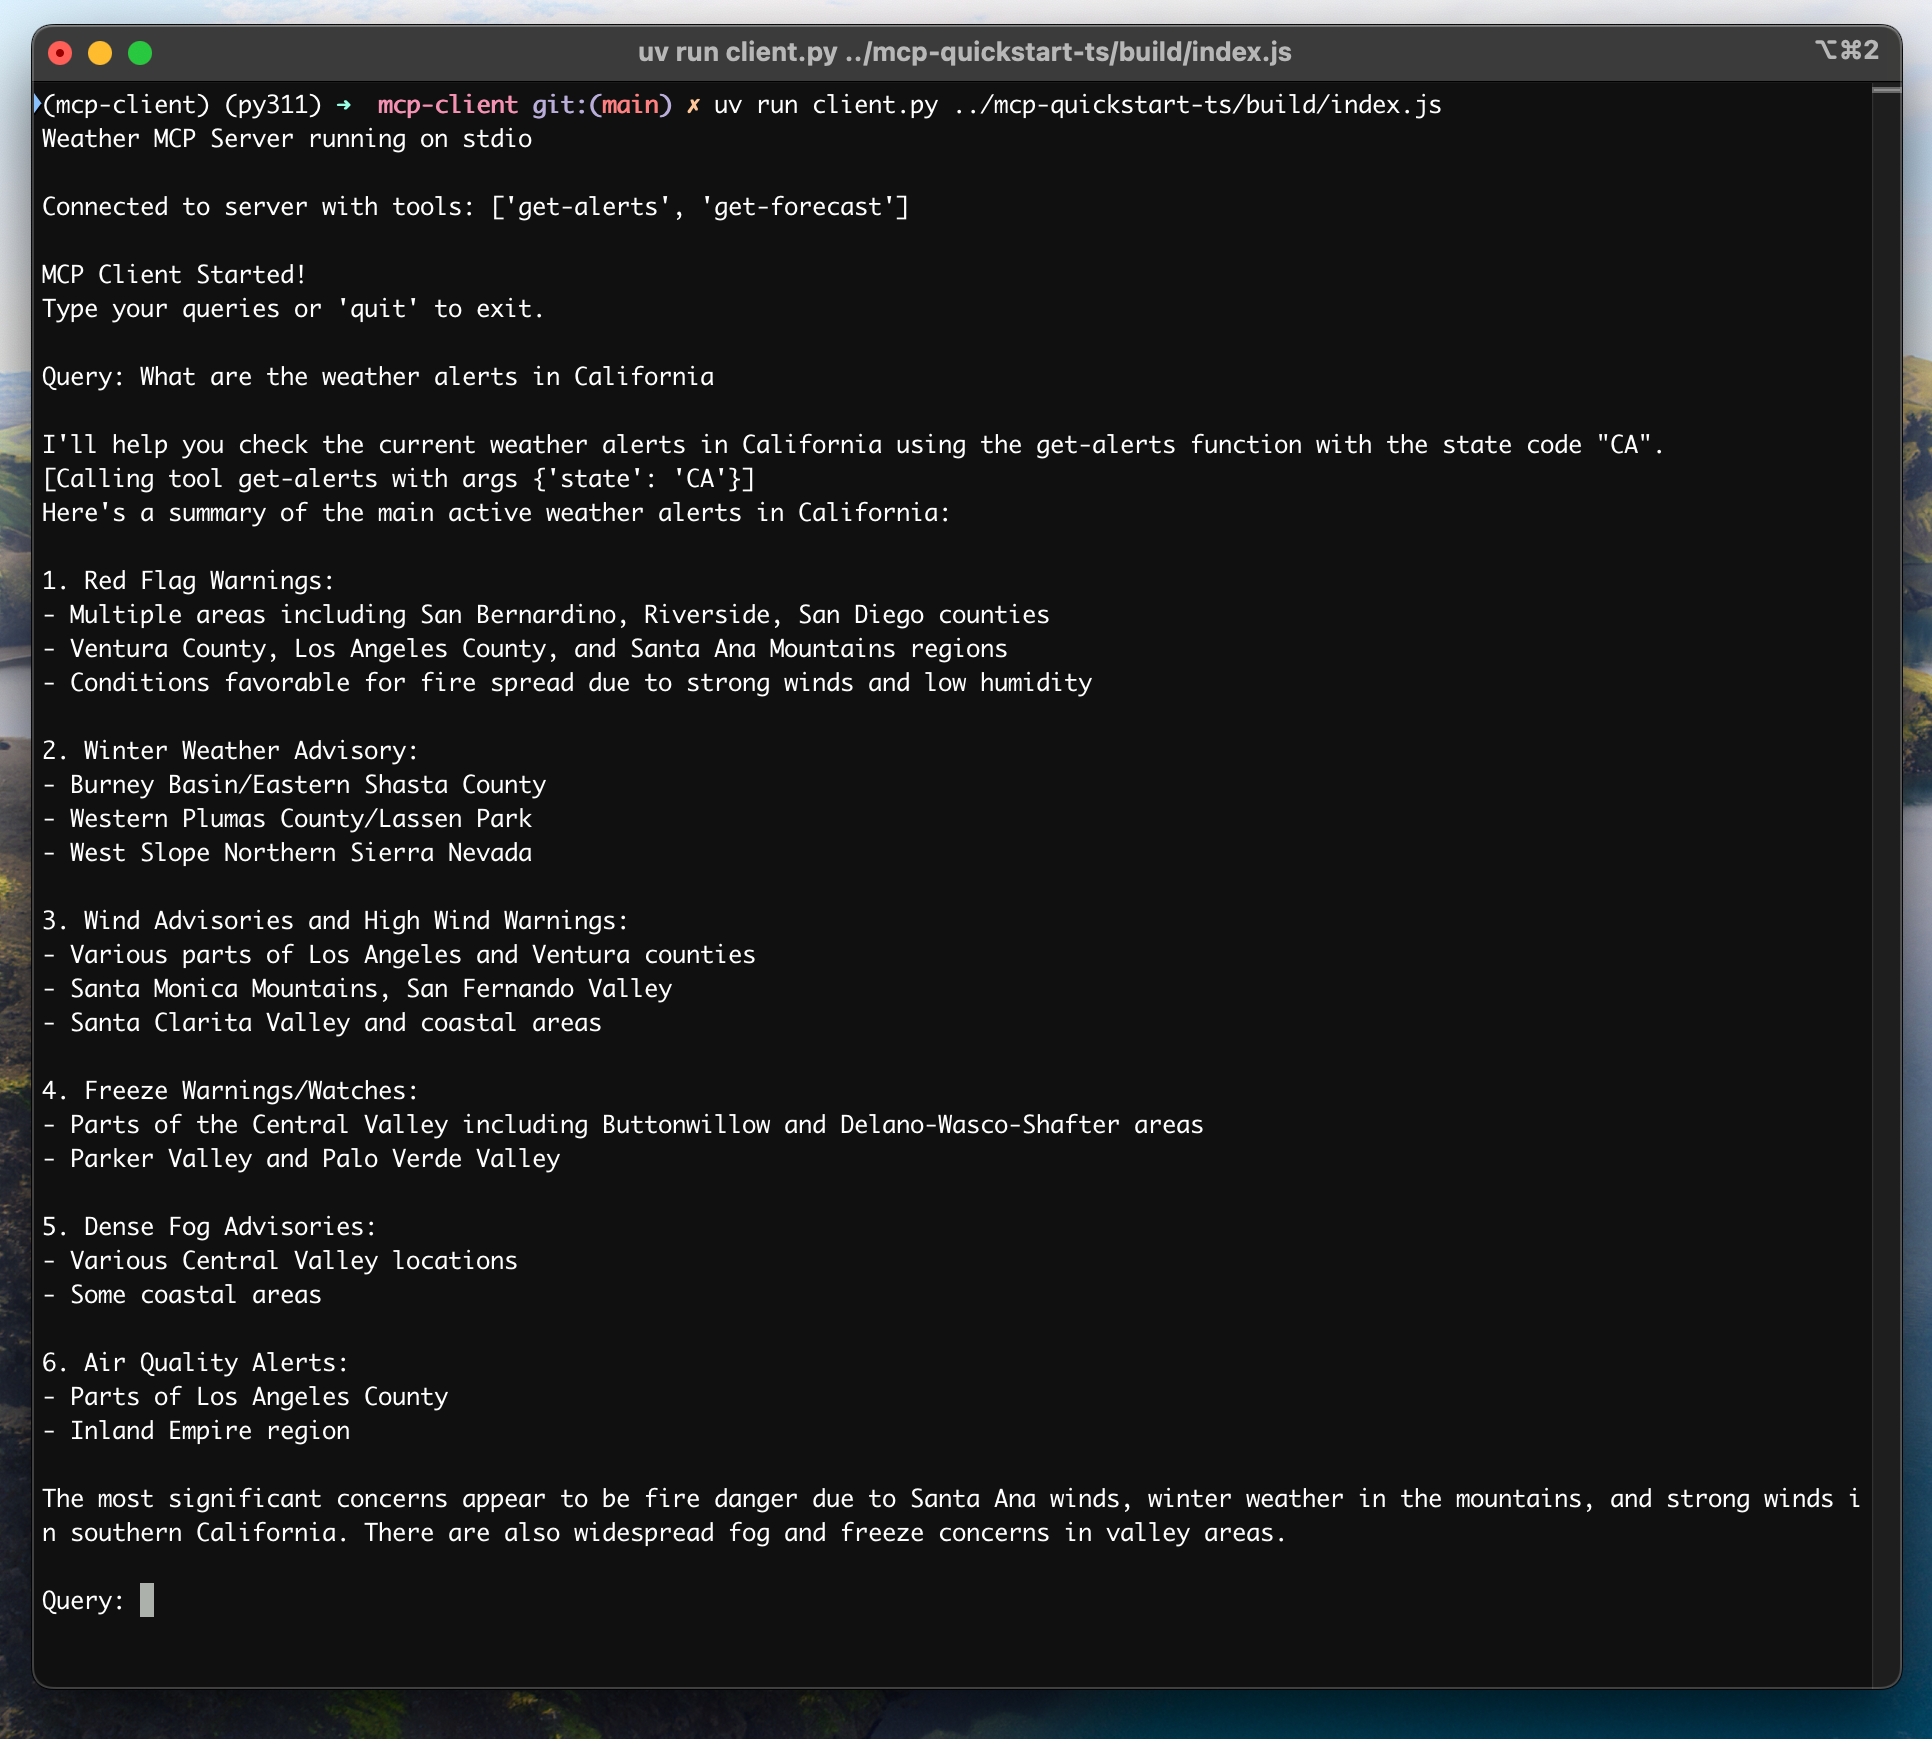 uv run client.py ../mcp-quickstart-ts/build/index.js
⌥⌘2
(mcp-client) (py311) ➜  mcp-client git:(main) ✗ uv run client.py ../mcp-quickstart-ts/build/index.js
Weather MCP Server running on stdio
Connected to server with tools: ['get-alerts', 'get-forecast']
MCP Client Started!
Type your queries or 'quit' to exit.
Query: What are the weather alerts in California
I'll help you check the current weather alerts in California using the get-alerts function with the state code "CA".
[Calling tool get-alerts with args {'state': 'CA'}]
Here's a summary of the main active weather alerts in California:
1. Red Flag Warnings:
- Multiple areas including San Bernardino, Riverside, San Diego counties
- Ventura County, Los Angeles County, and Santa Ana Mountains regions
- Conditions favorable for fire spread due to strong winds and low humidity
2. Winter Weather Advisory:
- Burney Basin/Eastern Shasta County
- Western Plumas County/Lassen Park
- West Slope Northern Sierra Nevada
3. Wind Advisories and High Wind Warnings:
- Various parts of Los Angeles and Ventura counties
- Santa Monica Mountains, San Fernando Valley
- Santa Clarita Valley and coastal areas
4. Freeze Warnings/Watches:
- Parts of the Central Valley including Buttonwillow and Delano-Wasco-Shafter areas
- Parker Valley and Palo Verde Valley
5. Dense Fog Advisories:
- Various Central Valley locations
- Some coastal areas
6. Air Quality Alerts:
- Parts of Los Angeles County
- Inland Empire region
The most significant concerns appear to be fire danger due to Santa Ana winds, winter weather in the mountains, and strong winds i
n southern California. There are also widespread fog and freeze concerns in valley areas.
Query: